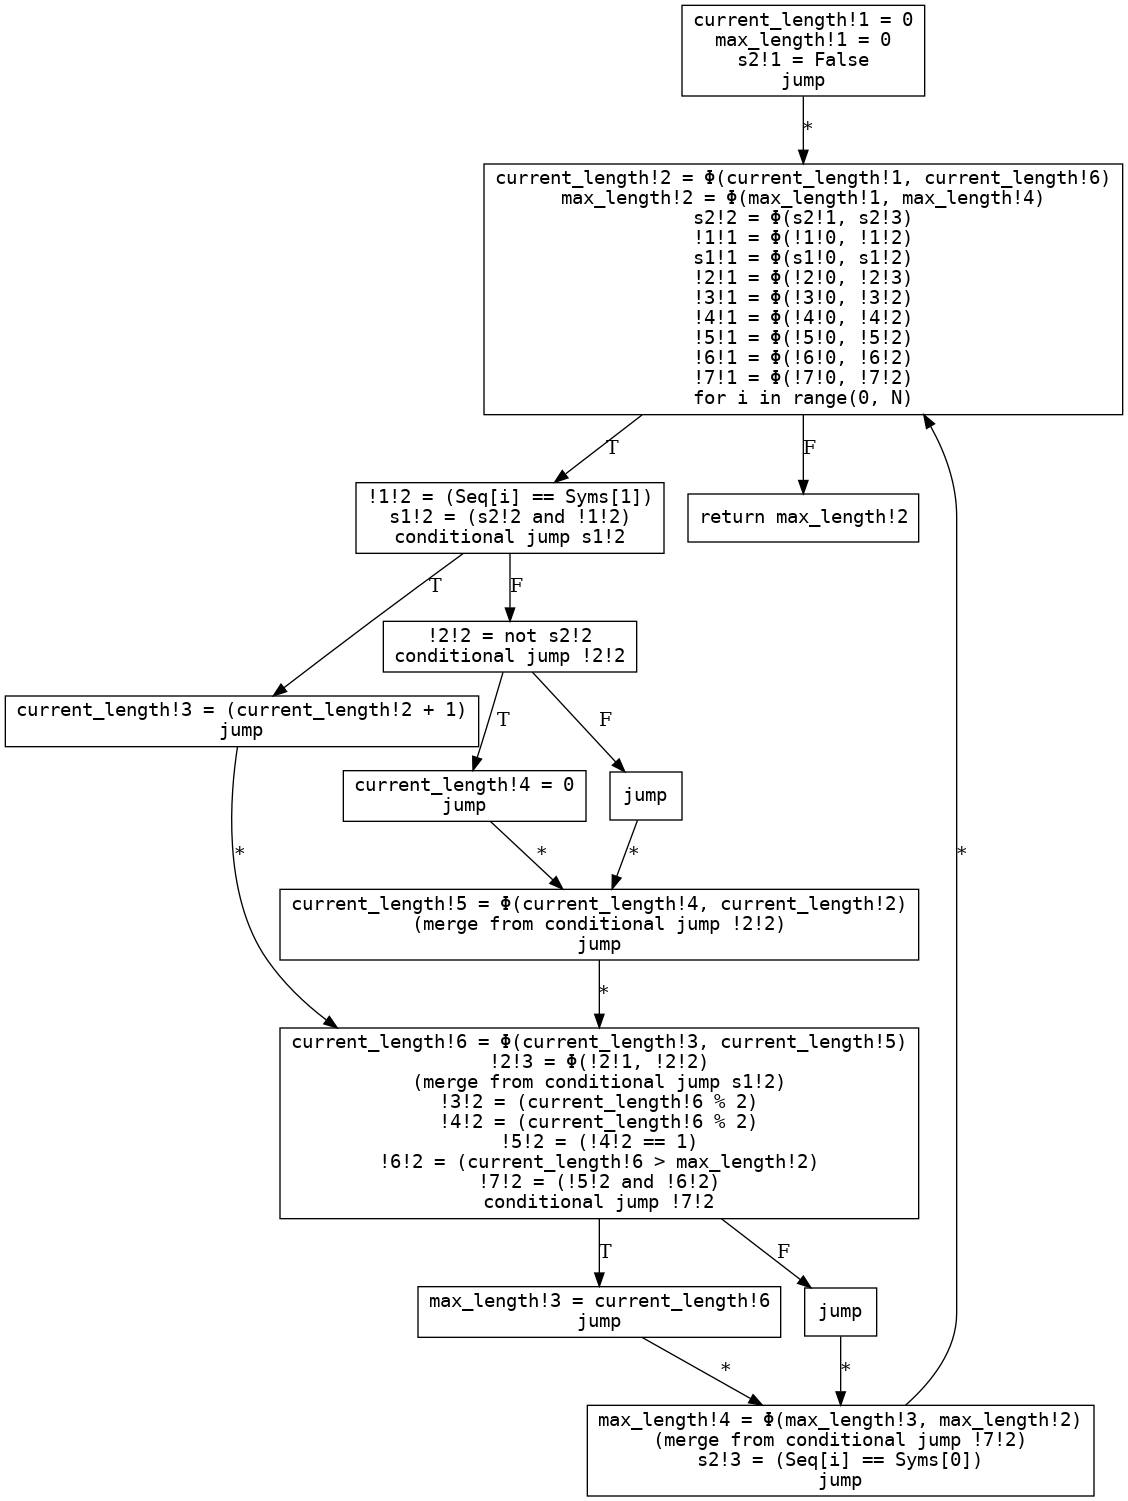 current_length!1 = 0
max_length!1 = 0
s2!1 = False
jump
*
current_length!2 = Φ(current_length!1, current_length!6)
max_length!2 = Φ(max_length!1, max_length!4)
s2!2 = Φ(s2!1, s2!3)
!1!1 = Φ(!1!0, !1!2)
s1!1 = Φ(s1!0, s1!2)
!2!1 = Φ(!2!0, !2!3)
!3!1 = Φ(!3!0, !3!2)
!4!1 = Φ(!4!0, !4!2)
!5!1 = Φ(!5!0, !5!2)
!6!1 = Φ(!6!0, !6!2)
!7!1 = Φ(!7!0, !7!2)
for i in range(0, N)
T
F
!1!2 = (Seq[i] == Syms[1])
s1!2 = (s2!2 and !1!2)
conditional jump s1!2
return max_length!2
T
F
!2!2 = not s2!2
conditional jump !2!2
current_length!3 = (current_length!2 + 1)
jump
T
F
current_length!4 = 0
jump
jump
*
*
*
*
current_length!5 = Φ(current_length!4, current_length!2)
(merge from conditional jump !2!2)
jump
*
current_length!6 = Φ(current_length!3, current_length!5)
!2!3 = Φ(!2!1, !2!2)
(merge from conditional jump s1!2)
!3!2 = (current_length!6 % 2)
!4!2 = (current_length!6 % 2)
!5!2 = (!4!2 == 1)
!6!2 = (current_length!6 > max_length!2)
!7!2 = (!5!2 and !6!2)
conditional jump !7!2
T
F
max_length!3 = current_length!6
jump
jump
*
*
max_length!4 = Φ(max_length!3, max_length!2)
(merge from conditional jump !7!2)
s2!3 = (Seq[i] == Syms[0])
jump